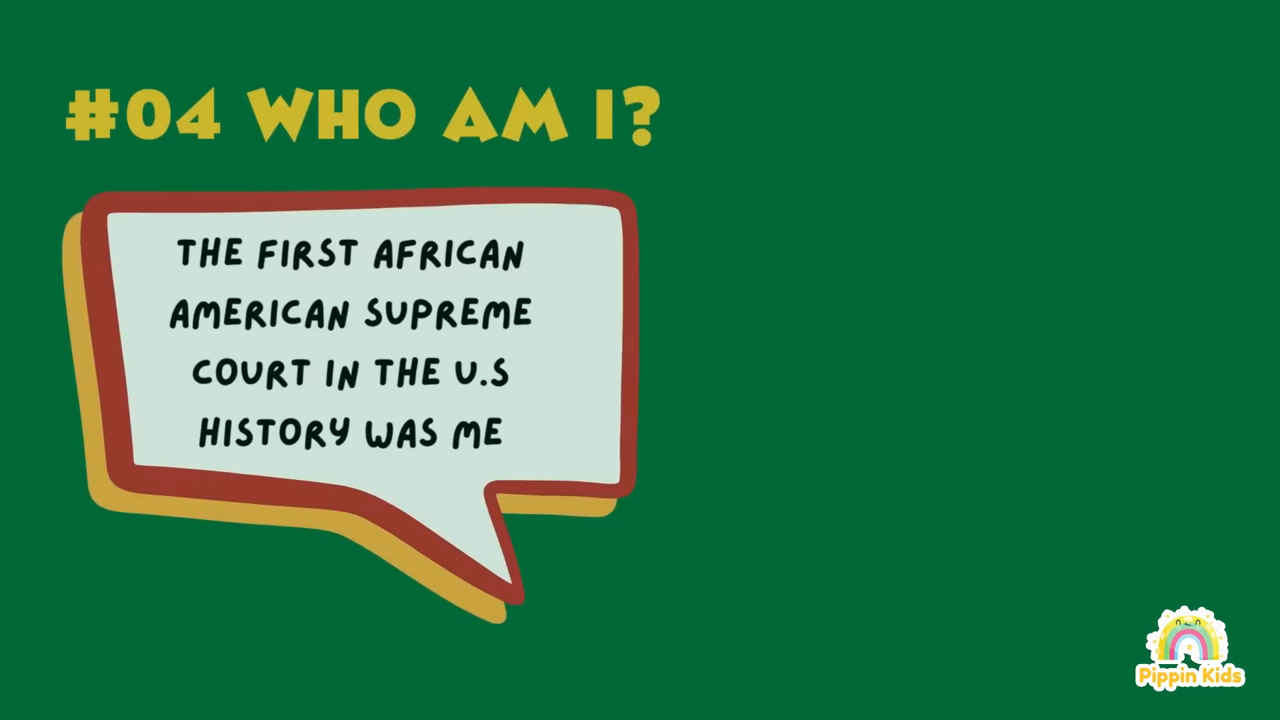 #04 WHO AM I?
THE FIRST AFRICAN
AMERICAN SUPREME
COURT IN THE U.S
HISTORY WAS ME
Pippin Kids